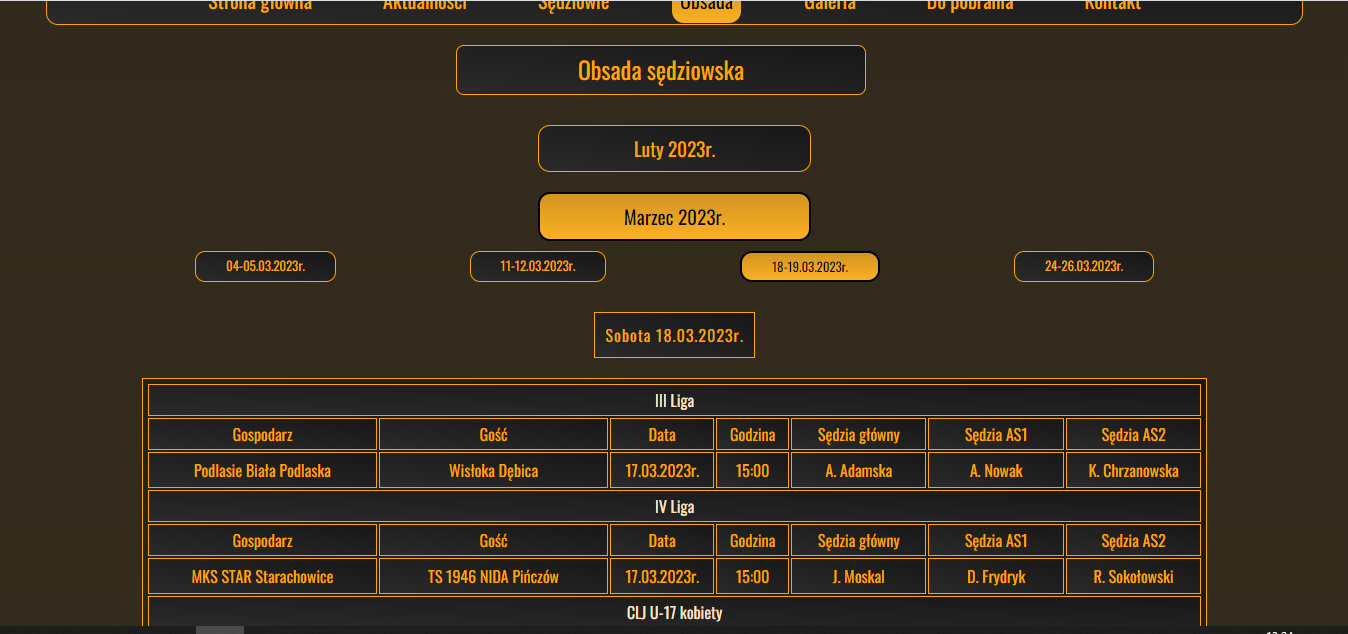 Strona główna Aktualności Sędziowie Obsada Galeria Do pobrania Kontakt
Obsada sędziowska
Luty 2023r.
Marzec 2023r.
04-05.03.2023r. 11-12.03.2023r. 18-19.03.2023r. 24-26.03.2023r.
Sobota 18.03.2023r.
III Liga
Gospodarz Gość Data Godzina Sędzia główny Sędzia AS1 Sędzia AS2
Podlasie Biała Podlaska Wisłoka Dębica 17.03.2023r. 15:00 A. Adamska A. Nowak K. Chrzanowska
IV Liga
Gospodarz Gość Data Godzina Sędzia główny Sędzia AS1 Sędzia AS2
MKS STAR Starachowice TS 1946 NIDA Pińczów 17.03.2023r. 15:00 J. Moskal D. Frydryk R. Sokołowski
CLJ U-17 kobiety